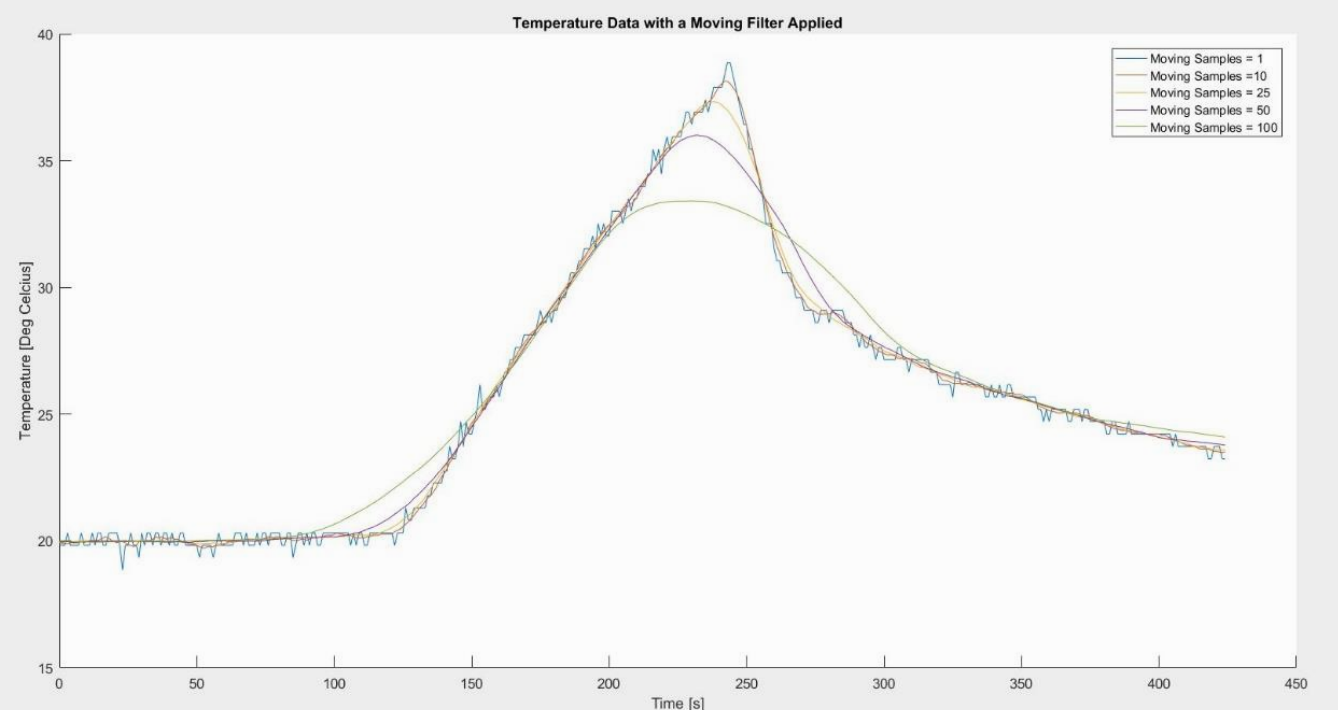 Temperature Data with a Moving Filter Applied
40
35
30
25
20
15
Temperature [Deg Celcius]
Moving Samples = 1
Moving Samples =10
Moving Samples = 25
Moving Samples = 50
Moving Samples = 100
0 50 100 150 200 250 300 350 400 450
Time [s]